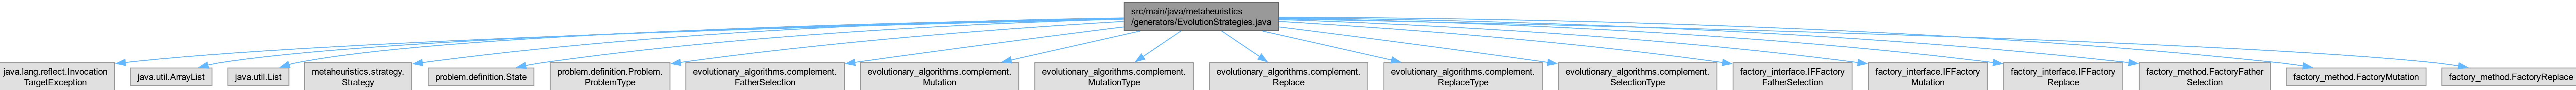 src/main/java/metaheuristics
/generators/EvolutionStrategies.java
java.lang.reflect.Invocation
TargetException
java.util.ArrayList
java.util.List
metaheuristics.strategy.
Strategy
problem.definition.State
problem.definition.Problem.
ProblemType
evolutionary_algorithms.complement.
FatherSelection
evolutionary_algorithms.complement.
Mutation
evolutionary_algorithms.complement.
MutationType
evolutionary_algorithms.complement.
Replace
evolutionary_algorithms.complement.
ReplaceType
evolutionary_algorithms.complement.
SelectionType
factory_interface.IFFactory
FatherSelection
factory_interface.IFFactory
Mutation
factory_interface.IFFactory
Replace
factory_method.FactoryFather
Selection
factory_method.FactoryMutation
factory_method.FactoryReplace